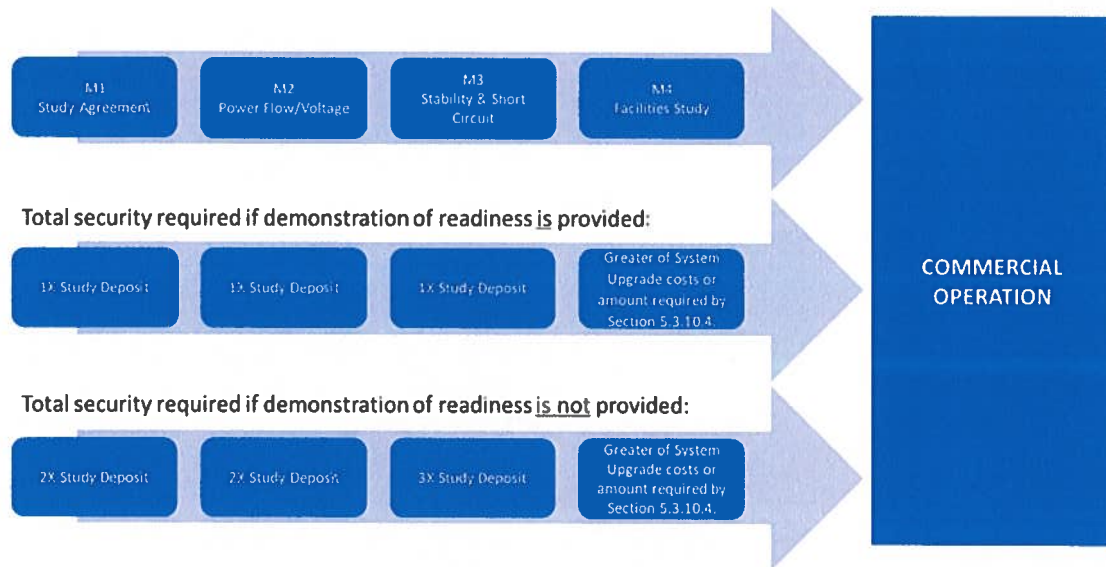 M1
Study Agreement
M2
Power Flow/Voltage
M3
Stability & Short
Circuit
M4
Facilities Study
Total security required if demonstration of readiness is provided:
1X Study Deposit
1X Study Deposit
1X Study Deposit
Greater of System
Upgrade costs or
amount required by
Section 5.3.10.4.
Total security required if demonstration of readiness is not provided:
2X Study Deposit
2X Study Deposit
3X Study Deposit
Greater of System
Upgrade costs or
amount required by
Section 5.3.10.4.
COMMERCIAL
OPERATION